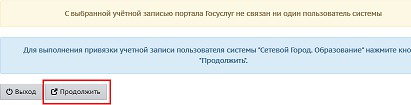 С выбранной учётной записью портала Госуслуг не связан ни один пользователь системы
Для выполнения привязки учетной записи пользователя системы "Сетевой Город. Образование" нажмите
"Продолжить".
Выход
Продолжить